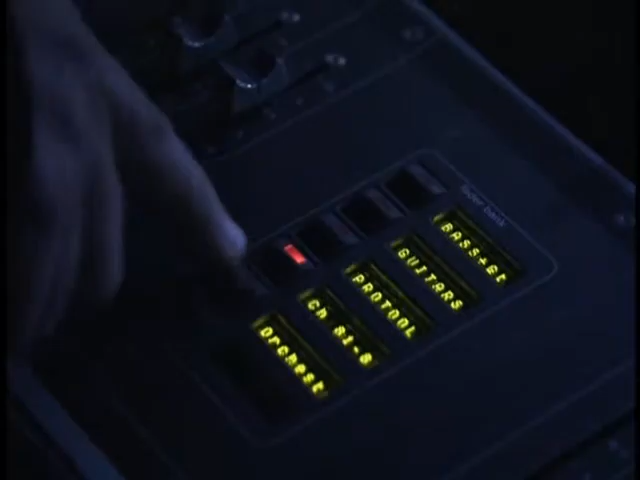 fader bank
Orchest
Ch 81-8
PROTOOL
GUITARS
BASS+Gt